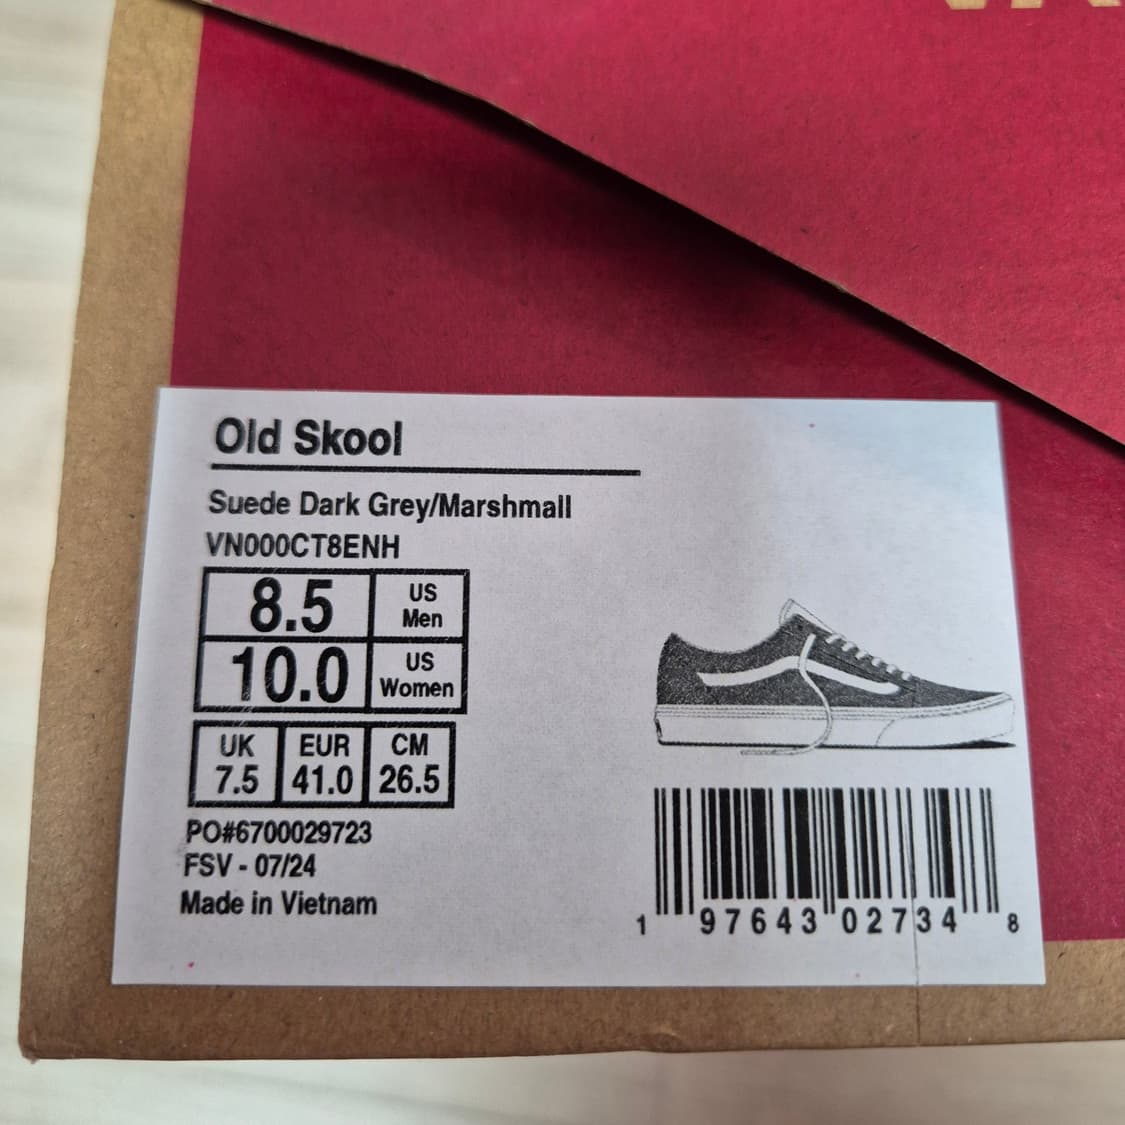 Old Skool
Suede Dark Grey/Marshmall
VN000CT8ENH
8.5 US Men
10.0 US Women
UK EUR CM
7.5 41.0 26.5
PO#6700029723
FSV - 07/24
Made in Vietnam
1 97643 02734 8